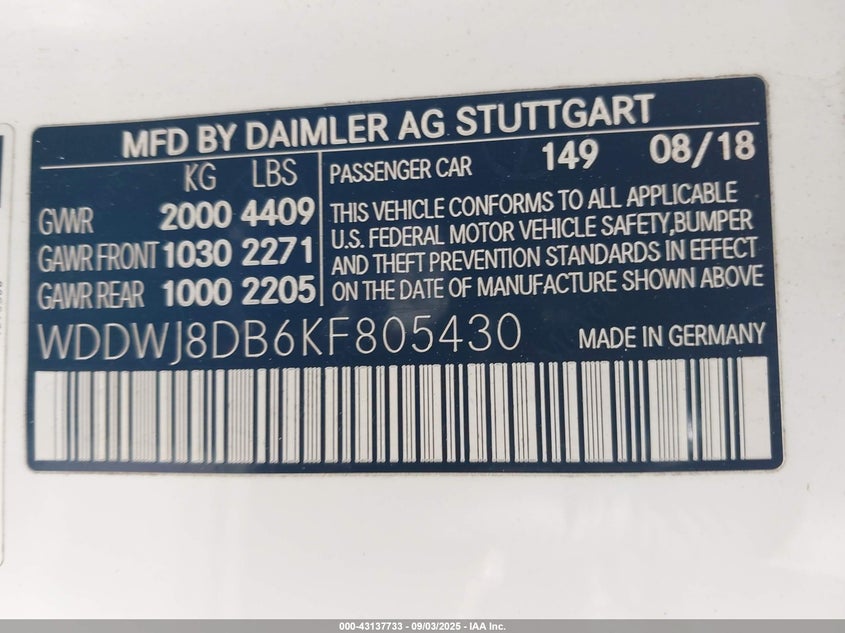 MFD BY DAIMLER AG STUTTGART
KG LBS
GVWR 2000 4409
GAWR FRONT 1030 2271
GAWR REAR 1000 2205
PASSENGER CAR 149 08/18
THIS VEHICLE CONFORMS TO ALL APPLICABLE
U.S. FEDERAL MOTOR VEHICLE SAFETY,BUMPER
AND THEFT PREVENTION STANDARDS IN EFFECT
ON THE DATE OF MANUFACTURE SHOWN ABOVE
WDDWJ8DB6KF805430 MADE IN GERMANY
000-43137733 - 09/03/2025 - IAA Inc.